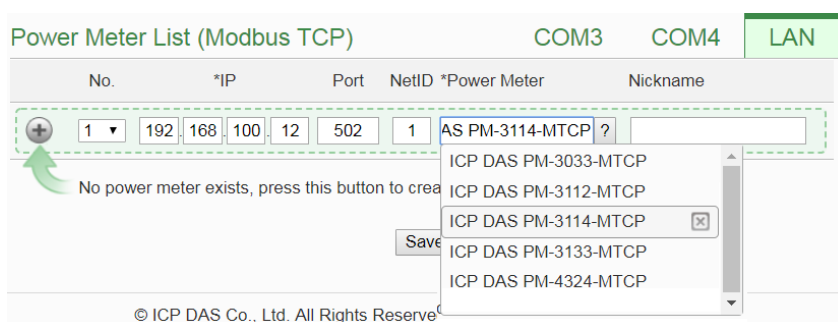 Power Meter List (Modbus TCP) COM3 COM4 LAN
No. *IP Port NetID *Power Meter Nickname
1 192 . 168 . 100 . 12 502 1 AS PM-3114-MTCP ?
ICP DAS PM-3033-MTCP
No power meter exists, press this button to crea
ICP DAS PM-3112-MTCP
ICP DAS PM-3114-MTCP
Save
ICP DAS PM-3133-MTCP
ICP DAS PM-4324-MTCP
© ICP DAS Co., Ltd. All Rights Reserve